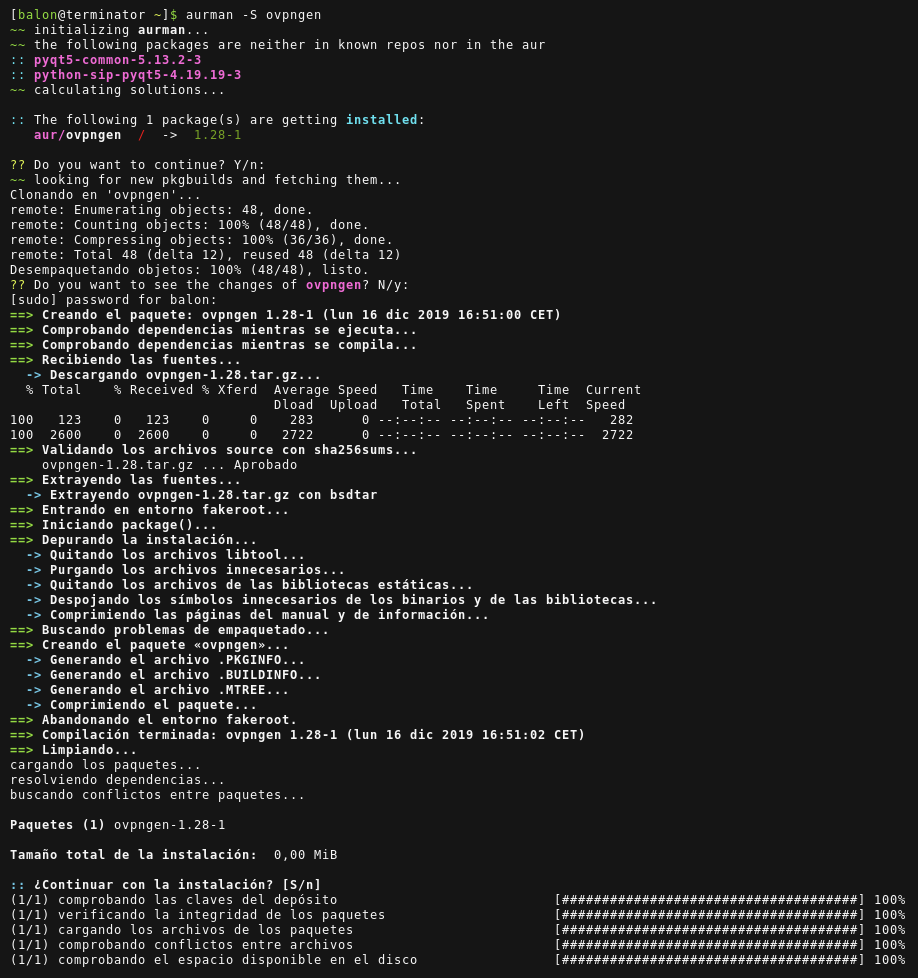 [balon@terminator ~]$ aurman -S ovpngen
~~ initializing aurman...
~~ the following packages are neither in known repos nor in the aur
:: pyqt5-common-5.13.2-3
:: python-sip-pyqt5-4.19.19-3
~~ calculating solutions...

:: The following 1 package(s) are getting installed:
   aur/ovpngen  /  ->  1.28-1

?? Do you want to continue? Y/n:
~~ looking for new pkgbuilds and fetching them...
Clonando en 'ovpngen'...
remote: Enumerating objects: 48, done.
remote: Counting objects: 100% (48/48), done.
remote: Compressing objects: 100% (36/36), done.
remote: Total 48 (delta 12), reused 48 (delta 12)
Desempaquetando objetos: 100% (48/48), listo.
?? Do you want to see the changes of ovpngen? N/y:
[sudo] password for balon:
==> Creando el paquete: ovpngen 1.28-1 (lun 16 dic 2019 16:51:00 CET)
==> Comprobando dependencias mientras se ejecuta...
==> Comprobando dependencias mientras se compila...
==> Recibiendo las fuentes...
  -> Descargando ovpngen-1.28.tar.gz...
  % Total    % Received % Xferd  Average Speed   Time    Time     Time  Current
                                 Dload  Upload   Total   Spent    Left  Speed
100   123    0   123    0     0    283      0 --:--:-- --:--:-- --:--:--   282
100  2600    0  2600    0     0   2722      0 --:--:-- --:--:-- --:--:--  2722
==> Validando los archivos source con sha256sums...
    ovpngen-1.28.tar.gz ... Aprobado
==> Extrayendo las fuentes...
  -> Extrayendo ovpngen-1.28.tar.gz con bsdtar
==> Entrando en entorno fakeroot...
==> Iniciando package()...
==> Depurando la instalación...
  -> Quitando los archivos libtool...
  -> Purgando los archivos innecesarios...
  -> Quitando los archivos de las bibliotecas estáticas...
  -> Despojando los símbolos innecesarios de los binarios y de las bibliotecas...
  -> Comprimiendo las páginas del manual y de información...
==> Buscando problemas de empaquetado...
==> Creando el paquete «ovpngen»...
  -> Generando el archivo .PKGINFO...
  -> Generando el archivo .BUILDINFO...
  -> Generando el archivo .MTREE...
  -> Comprimiendo el paquete...
==> Abandonando el entorno fakeroot.
==> Compilación terminada: ovpngen 1.28-1 (lun 16 dic 2019 16:51:02 CET)
==> Limpiando...
cargando los paquetes...
resolviendo dependencias...
buscando conflictos entre paquetes...

Paquetes (1) ovpngen-1.28-1

Tamaño total de la instalación:  0,00 MiB

:: ¿Continuar con la instalación? [S/n]
(1/1) comprobando las claves del depósito                           [#####################################] 100%
(1/1) verificando la integridad de los paquetes                     [#####################################] 100%
(1/1) cargando los archivos de los paquetes                         [#####################################] 100%
(1/1) comprobando conflictos entre archivos                         [#####################################] 100%
(1/1) comprobando el espacio disponible en el disco                 [#####################################] 100%